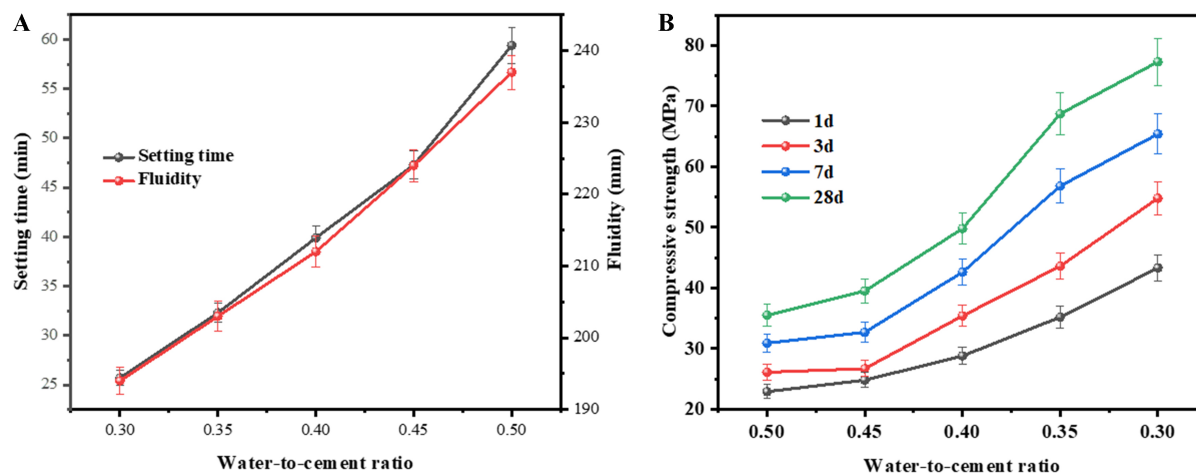 A
60
55
50
45
40
35
30
25
Setting time (min)
Setting time
Fluidity
240
230
220
210
200
190
Fluidity (mm)
0.30 0.35 0.40 0.45 0.50
Water-to-cement ratio
B
80
70
60
50
40
30
20
Compressive strength (MPa)
1d
3d
7d
28d
0.50 0.45 0.40 0.35 0.30
Water-to-cement ratio